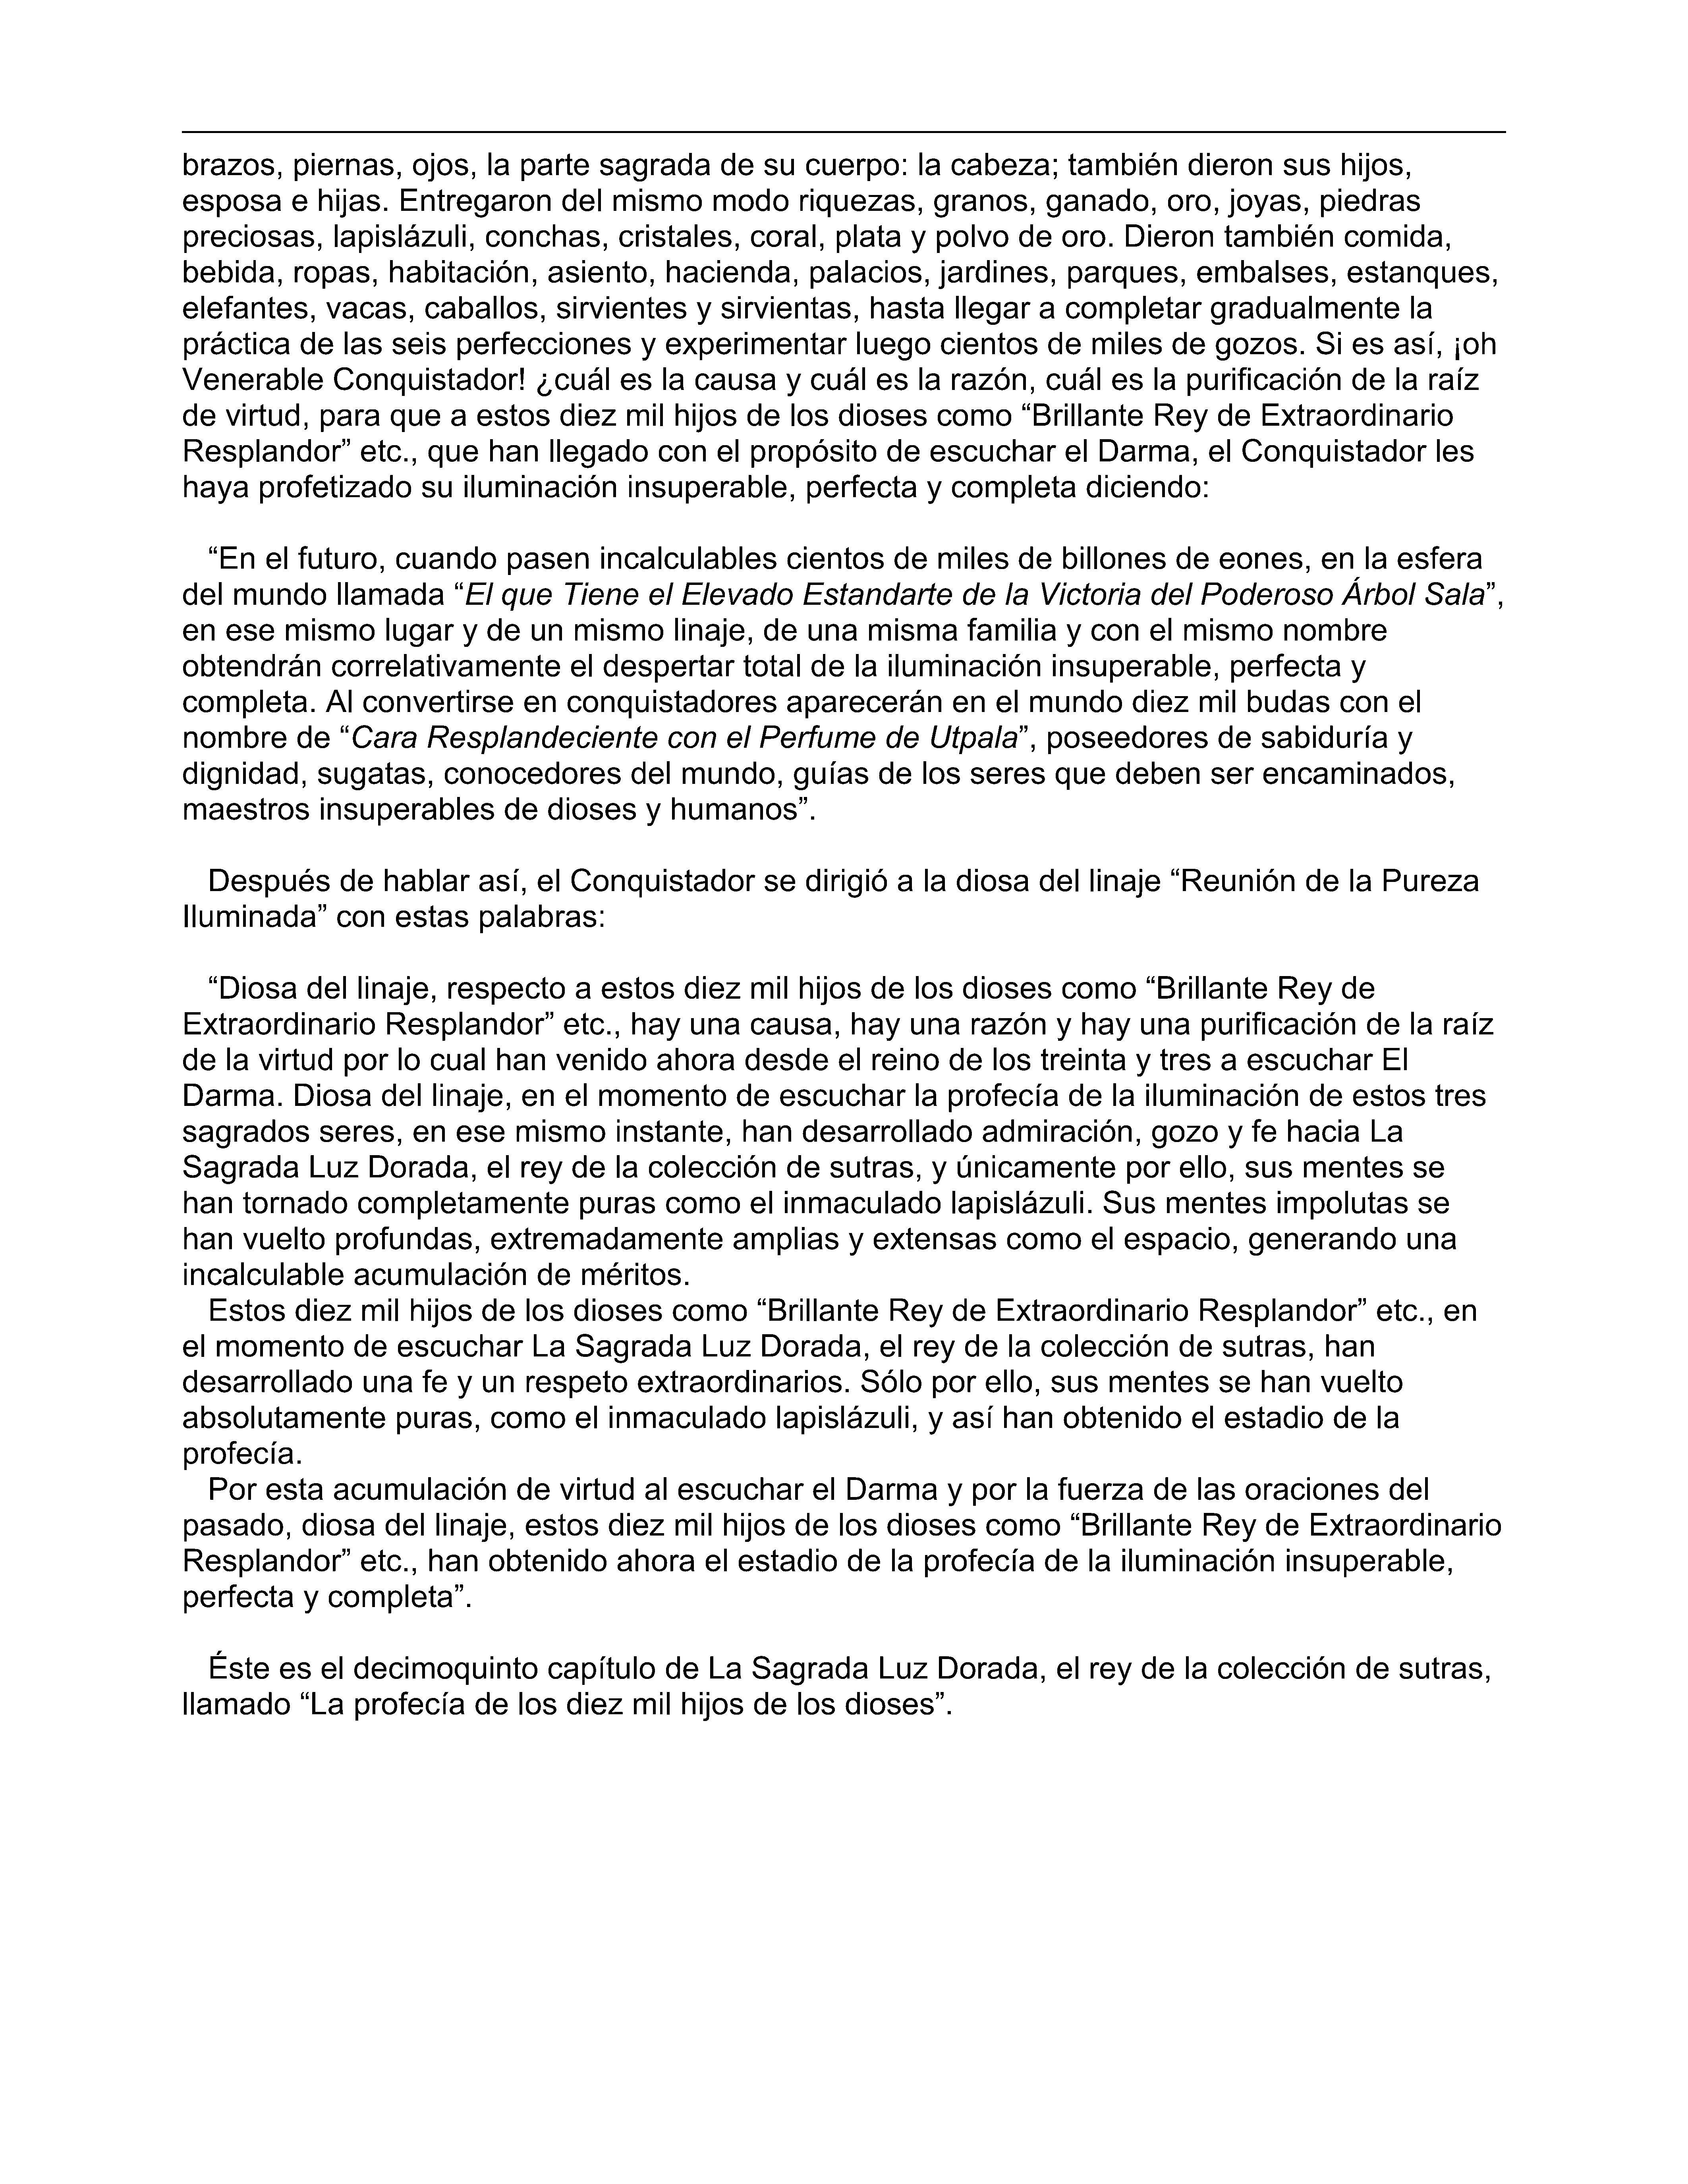 brazos, piernas, ojos, la parte sagrada de su cuerpo: la cabeza; también dieron sus hijos,
esposa e hijas. Entregaron del mismo modo riquezas, granos, ganado, oro, joyas, piedras
preciosas, lapislázuli, conchas, cristales, coral, plata y polvo de oro. Dieron también comida,
bebida, ropas, habitación, asiento, hacienda, palacios, jardines, parques, embalses, estanques,
elefantes, vacas, caballos, sirvientes y sirvientas, hasta llegar a completar gradualmente la
práctica de las seis perfecciones y experimentar luego cientos de miles de gozos. Si es así, ¡oh
Venerable Conquistador! ¿cuál es la causa y cuál es la razón, cuál es la purificación de la raíz
de virtud, para que a estos diez mil hijos de los dioses como “Brillante Rey de Extraordinario
Resplandor” etc., que han llegado con el propósito de escuchar el Darma, el Conquistador les
haya profetizado su iluminación insuperable, perfecta y completa diciendo:
“En el futuro, cuando pasen incalculables cientos de miles de billones de eones, en la esfera
del mundo llamada “El que Tiene el Elevado Estandarte de la Victoria del Poderoso Árbol Sala”,
en ese mismo lugar y de un mismo linaje, de una misma familia y con el mismo nombre
obtendrán correlativamente el despertar total de la iluminación insuperable, perfecta y
completa. Al convertirse en conquistadores aparecerán en el mundo diez mil budas con el
nombre de “Cara Resplandeciente con el Perfume de Utpala”, poseedores de sabiduría y
dignidad, sugatas, conocedores del mundo, guías de los seres que deben ser encaminados,
maestros insuperables de dioses y humanos”.
Después de hablar así, el Conquistador se dirigió a la diosa del linaje “Reunión de la Pureza
Iluminada” con estas palabras:
“Diosa del linaje, respecto a estos diez mil hijos de los dioses como “Brillante Rey de
Extraordinario Resplandor” etc., hay una causa, hay una razón y hay una purificación de la raíz
de la virtud por lo cual han venido ahora desde el reino de los treinta y tres a escuchar El
Darma. Diosa del linaje, en el momento de escuchar la profecía de la iluminación de estos tres
sagrados seres, en ese mismo instante, han desarrollado admiración, gozo y fe hacia La
Sagrada Luz Dorada, el rey de la colección de sutras, y únicamente por ello, sus mentes se
han tornado completamente puras como el inmaculado lapislázuli. Sus mentes impolutas se
han vuelto profundas, extremadamente amplias y extensas como el espacio, generando una
incalculable acumulación de méritos.
Estos diez mil hijos de los dioses como “Brillante Rey de Extraordinario Resplandor” etc., en
el momento de escuchar La Sagrada Luz Dorada, el rey de la colección de sutras, han
desarrollado una fe y un respeto extraordinarios. Sólo por ello, sus mentes se han vuelto
absolutamente puras, como el inmaculado lapislázuli, y así han obtenido el estadio de la
profecía.
Por esta acumulación de virtud al escuchar el Darma y por la fuerza de las oraciones del
pasado, diosa del linaje, estos diez mil hijos de los dioses como “Brillante Rey de Extraordinario
Resplandor” etc., han obtenido ahora el estadio de la profecía de la iluminación insuperable,
perfecta y completa”.
Éste es el decimoquinto capítulo de La Sagrada Luz Dorada, el rey de la colección de sutras,
llamado “La profecía de los diez mil hijos de los dioses”.